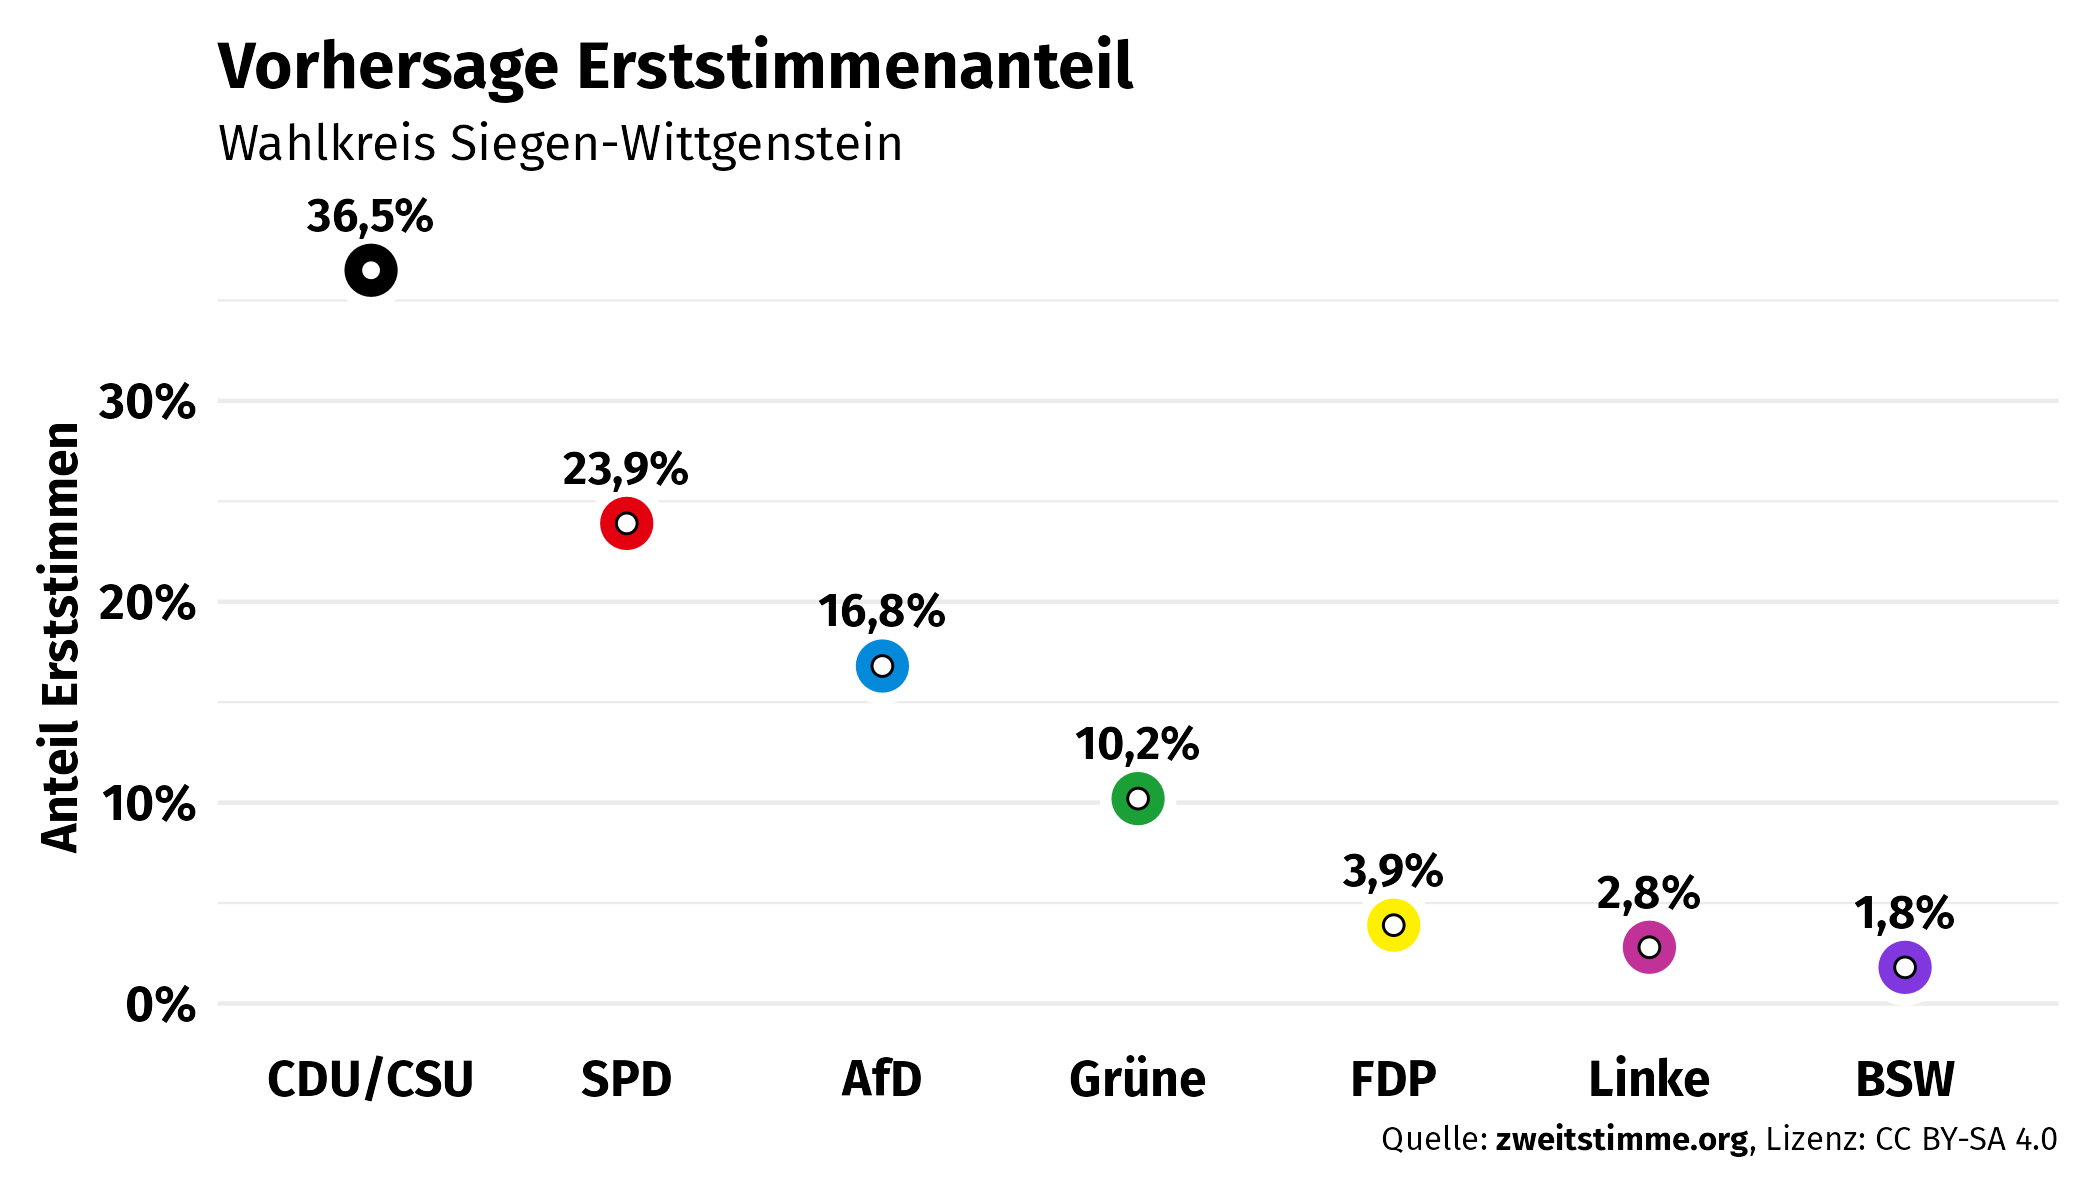 Vorhersage Erststimmenanteil
Wahlkreis Siegen-Wittgenstein
36,5%
30%
23,9%
20%
16,8%
10,2%
10%
3,9%
2,8%
1,8%
0%
Anteil Erststimmen
CDU/CSU SPD AfD Grüne FDP Linke BSW
Quelle: zweitstimme.org, Lizenz: CC BY-SA 4.0